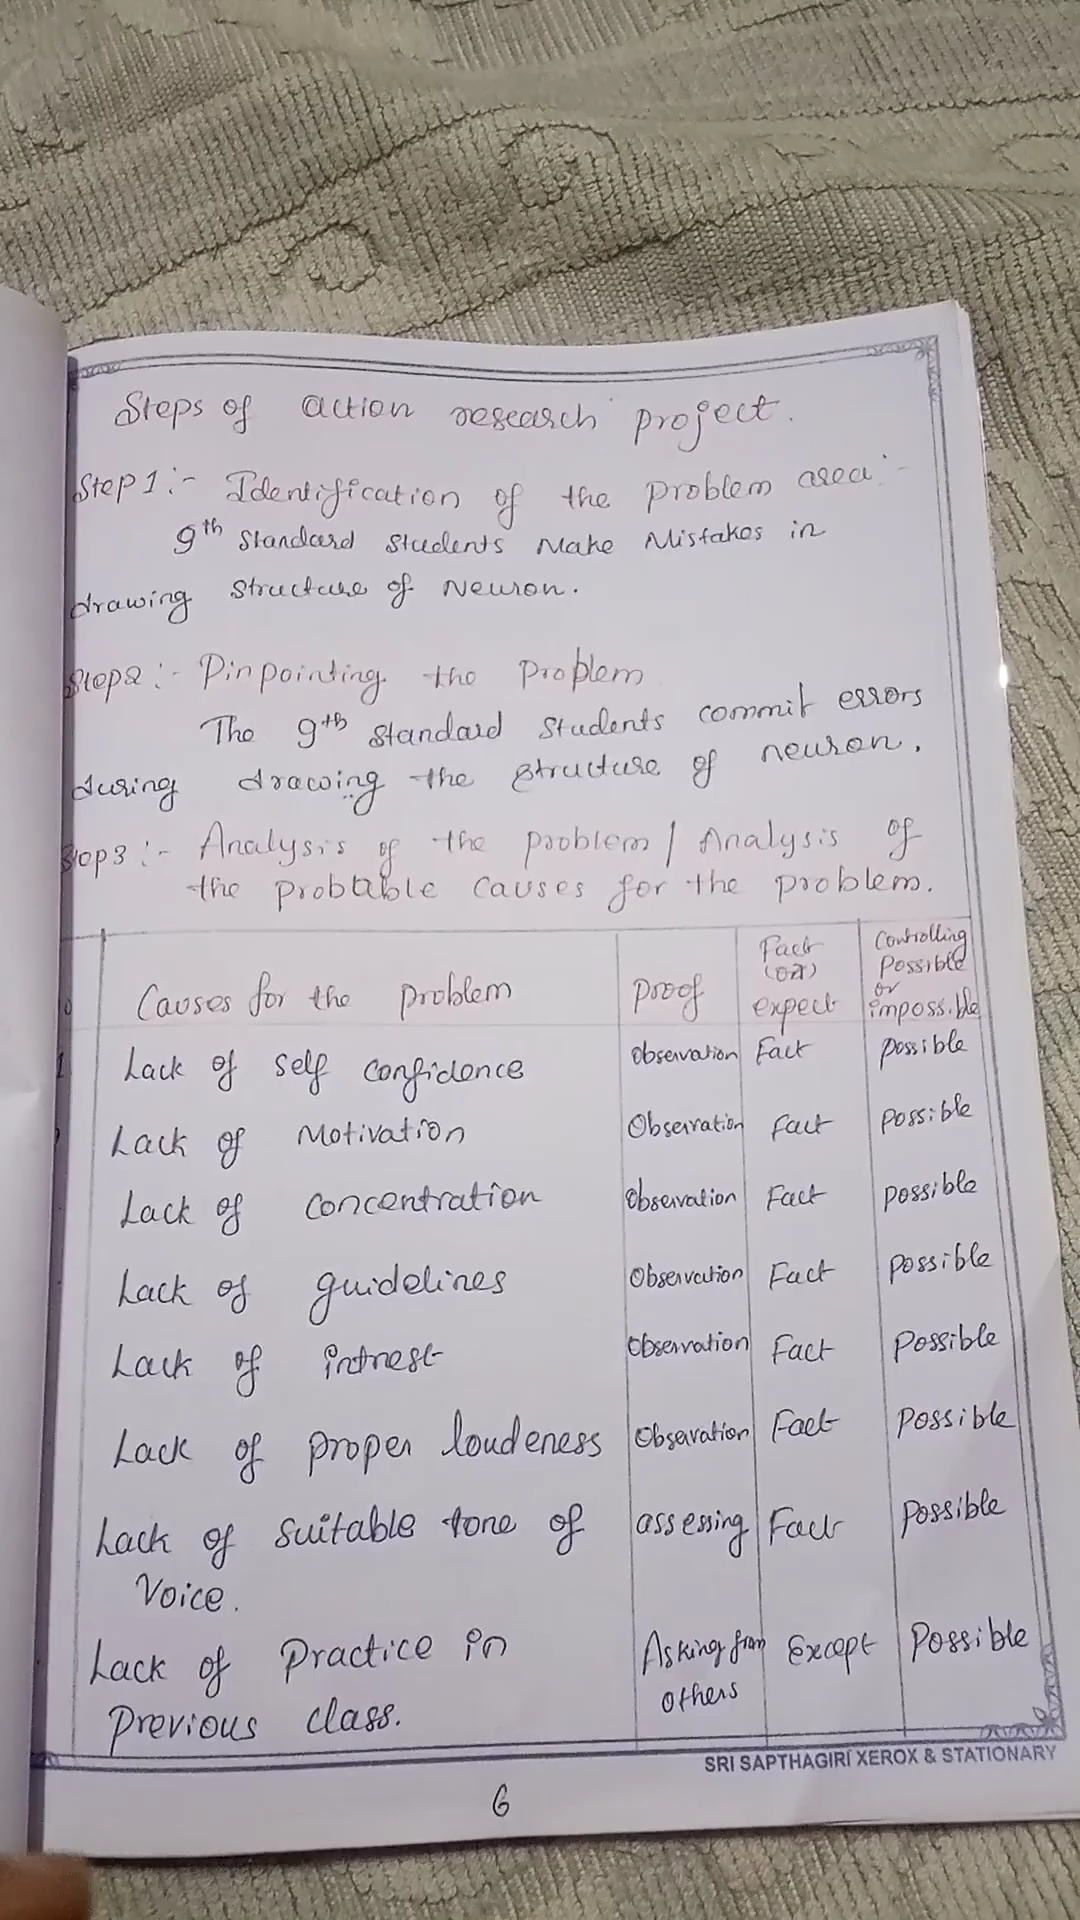 Steps of action research project.
Step 1:- Identification of the problem area:-
9th Standard Students Make Mistakes in
drawing Structure of Neuron.
Step2:- Pinpointing the Problem
The 9th Standard Students commit errors
during drawing the structure of neuron.
Step3:- Analysis of the problem / Analysis of
the probable causes for the problem.
Causes for the problem Proof Fact (or) expect Controlling Possible or impossible
1 Lack of self confidence Observation Fact possible
Lack of Motivation Observation Fact possible
Lack of concentration Observation Fact possible
Lack of guidelines Observation Fact possible
Lack of intrest Observation Fact Possible
Lack of proper loudeness Observation Fact Possible
Lack of suitable tone of assessing Fact Possible
Voice.
Lack of Practice in Asking from Except Possible
Previous class. others
SRI SAPTHAGIRI XEROX & STATIONARY
6